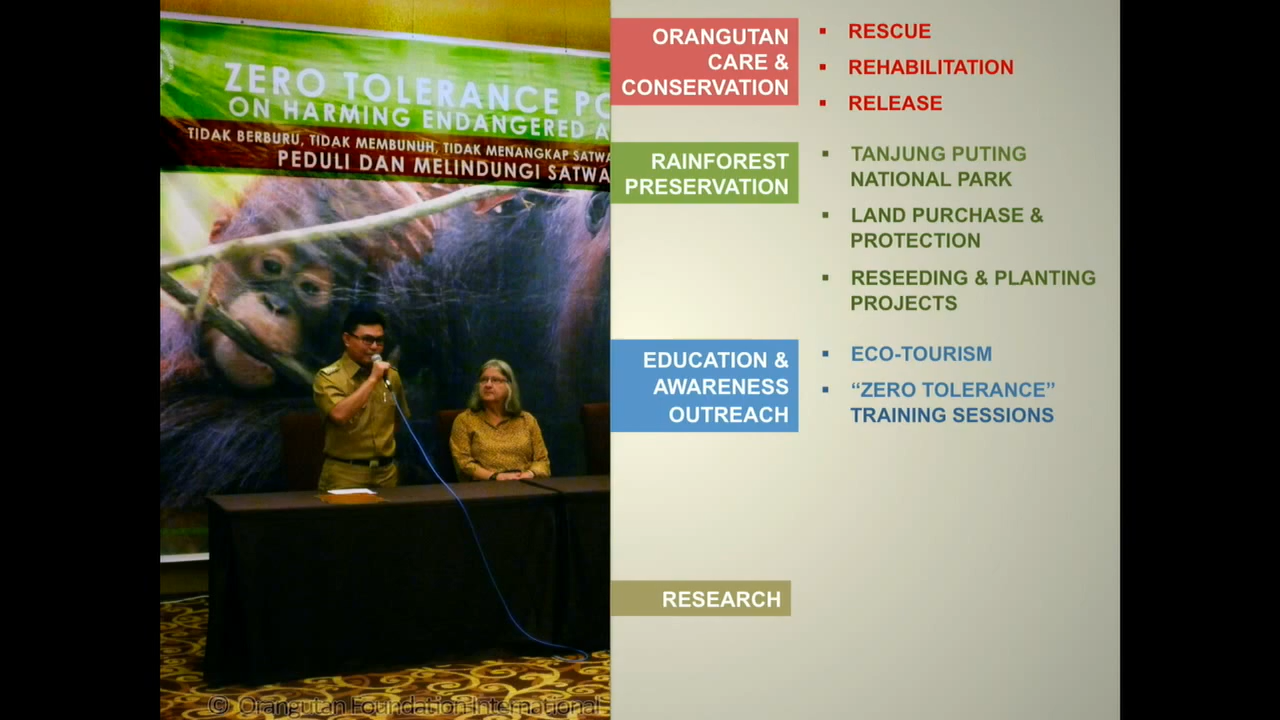 ZERO TOLERANCE PO
ON HARMING ENDANGERED A
TIDAK BERBURU, TIDAK MEMBUNUH, TIDAK MENANGKAP SATWA
PEDULI DAN MELINDUNGI SATWA
© Orangutan Foundation International
ORANGUTAN
CARE &
CONSERVATION
▪ RESCUE
▪ REHABILITATION
▪ RELEASE
RAINFOREST
PRESERVATION
▪ TANJUNG PUTING
NATIONAL PARK
▪ LAND PURCHASE &
PROTECTION
▪ RESEEDING & PLANTING
PROJECTS
EDUCATION &
AWARENESS
OUTREACH
▪ ECO-TOURISM
▪ “ZERO TOLERANCE”
TRAINING SESSIONS
RESEARCH